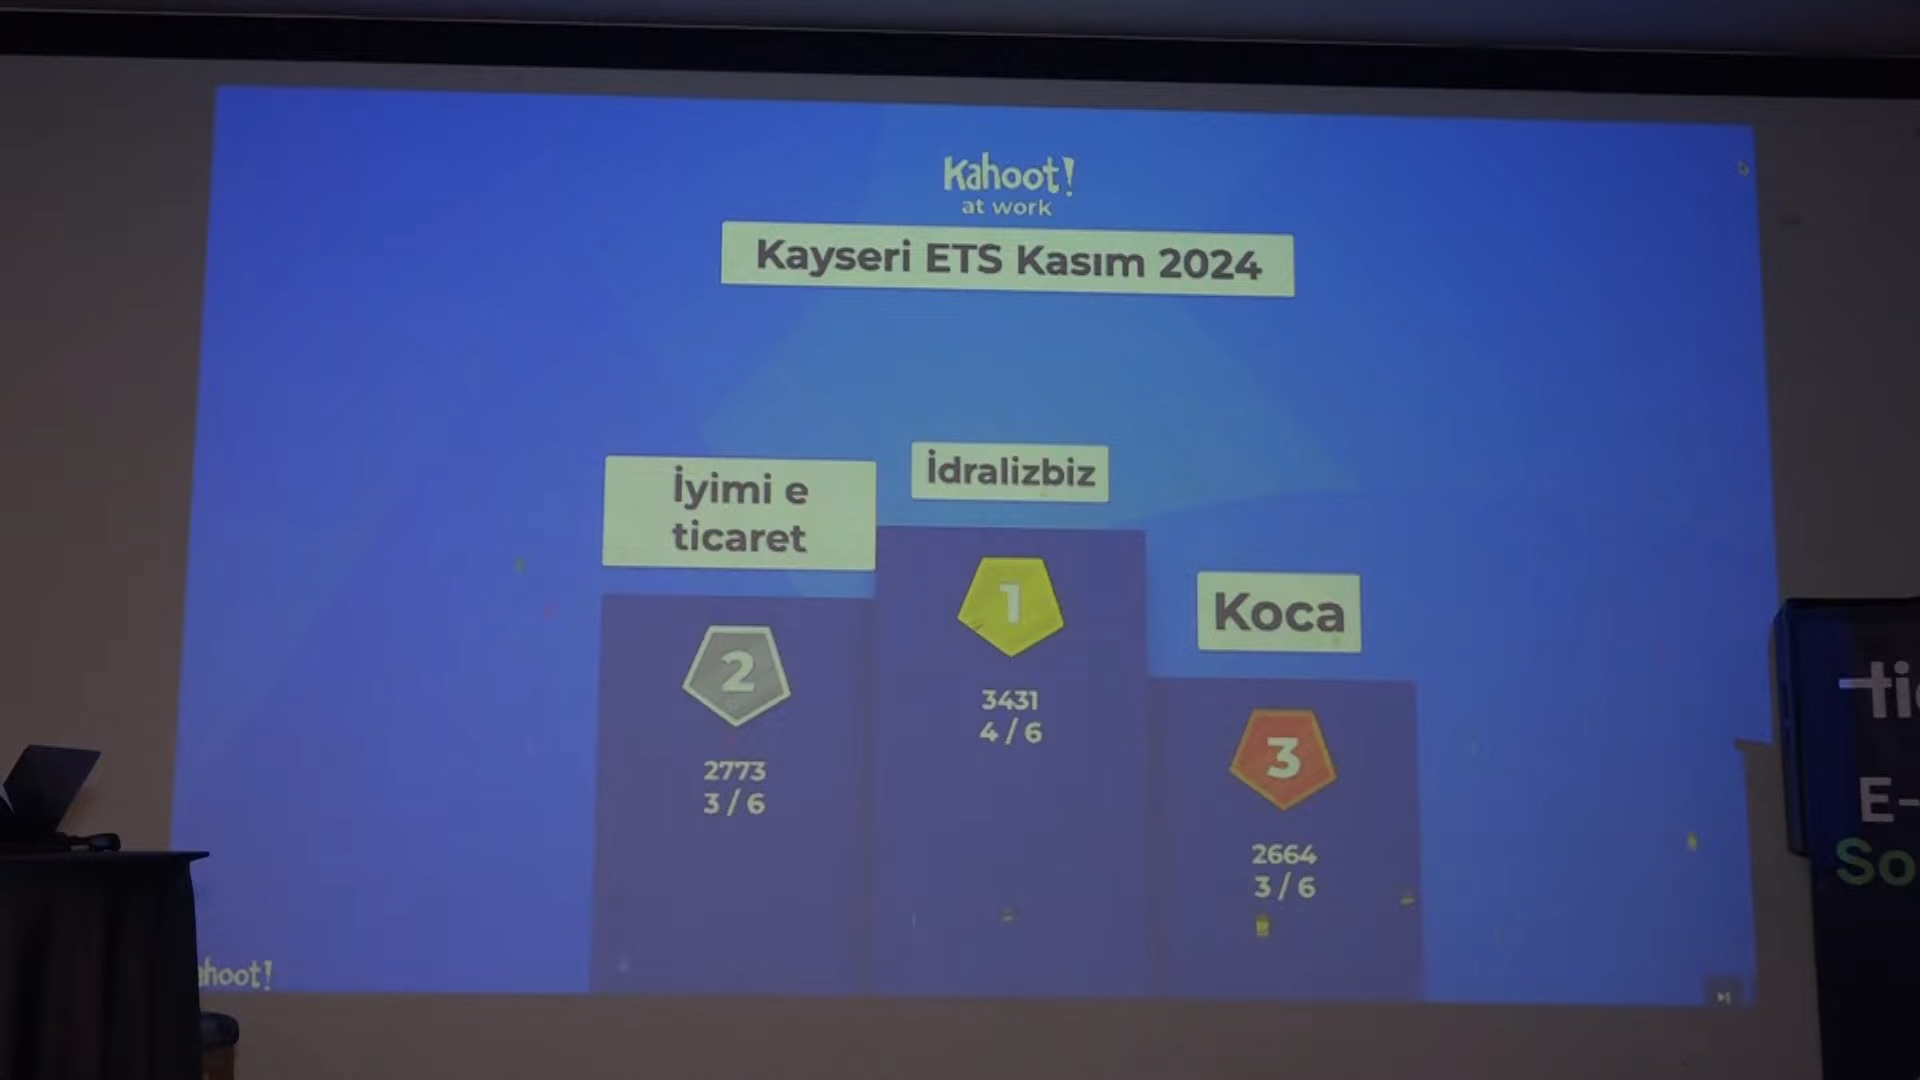 Kahoot!
at work
Kayseri ETS Kasım 2024
İyimi e
ticaret
İdralizbiz
Koca
2
2773
3 / 6
1
3431
4 / 6
3
2664
3 / 6
ahoot!
E-
So